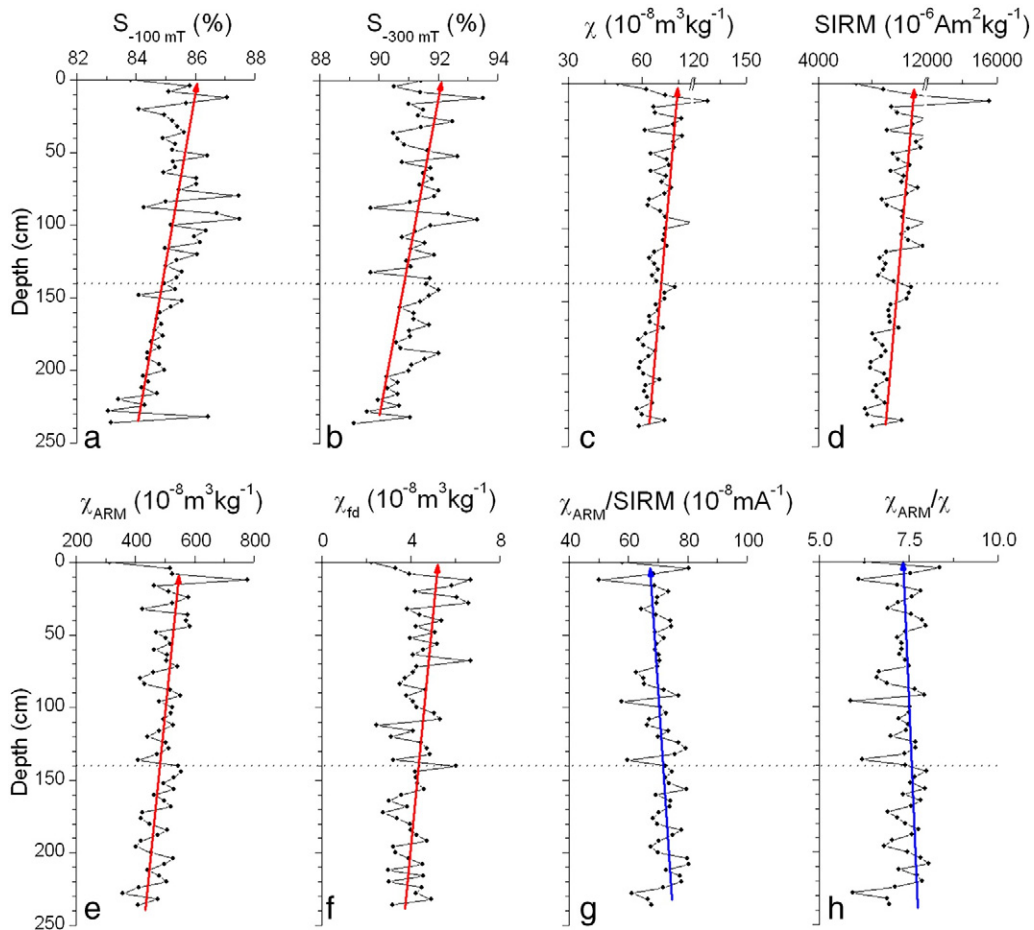 S-100 mT (%) S-300 mT (%) χ (10-8m3kg-1) SIRM (10-6Am2kg-1)
82 84 86 88 88 90 92 94 30 60 120 150 4000 8000 12000 16000
0
50
100
150
200
250
Depth (cm)
a b c d
χARM (10-8m3kg-1) χfd (10-8m3kg-1) χARM/SIRM (10-8mA-1) χARM/χ
200 400 600 800 0 4 8 40 60 80 100 5.0 7.5 10.0
0
50
100
150
200
250
Depth (cm)
e f g h